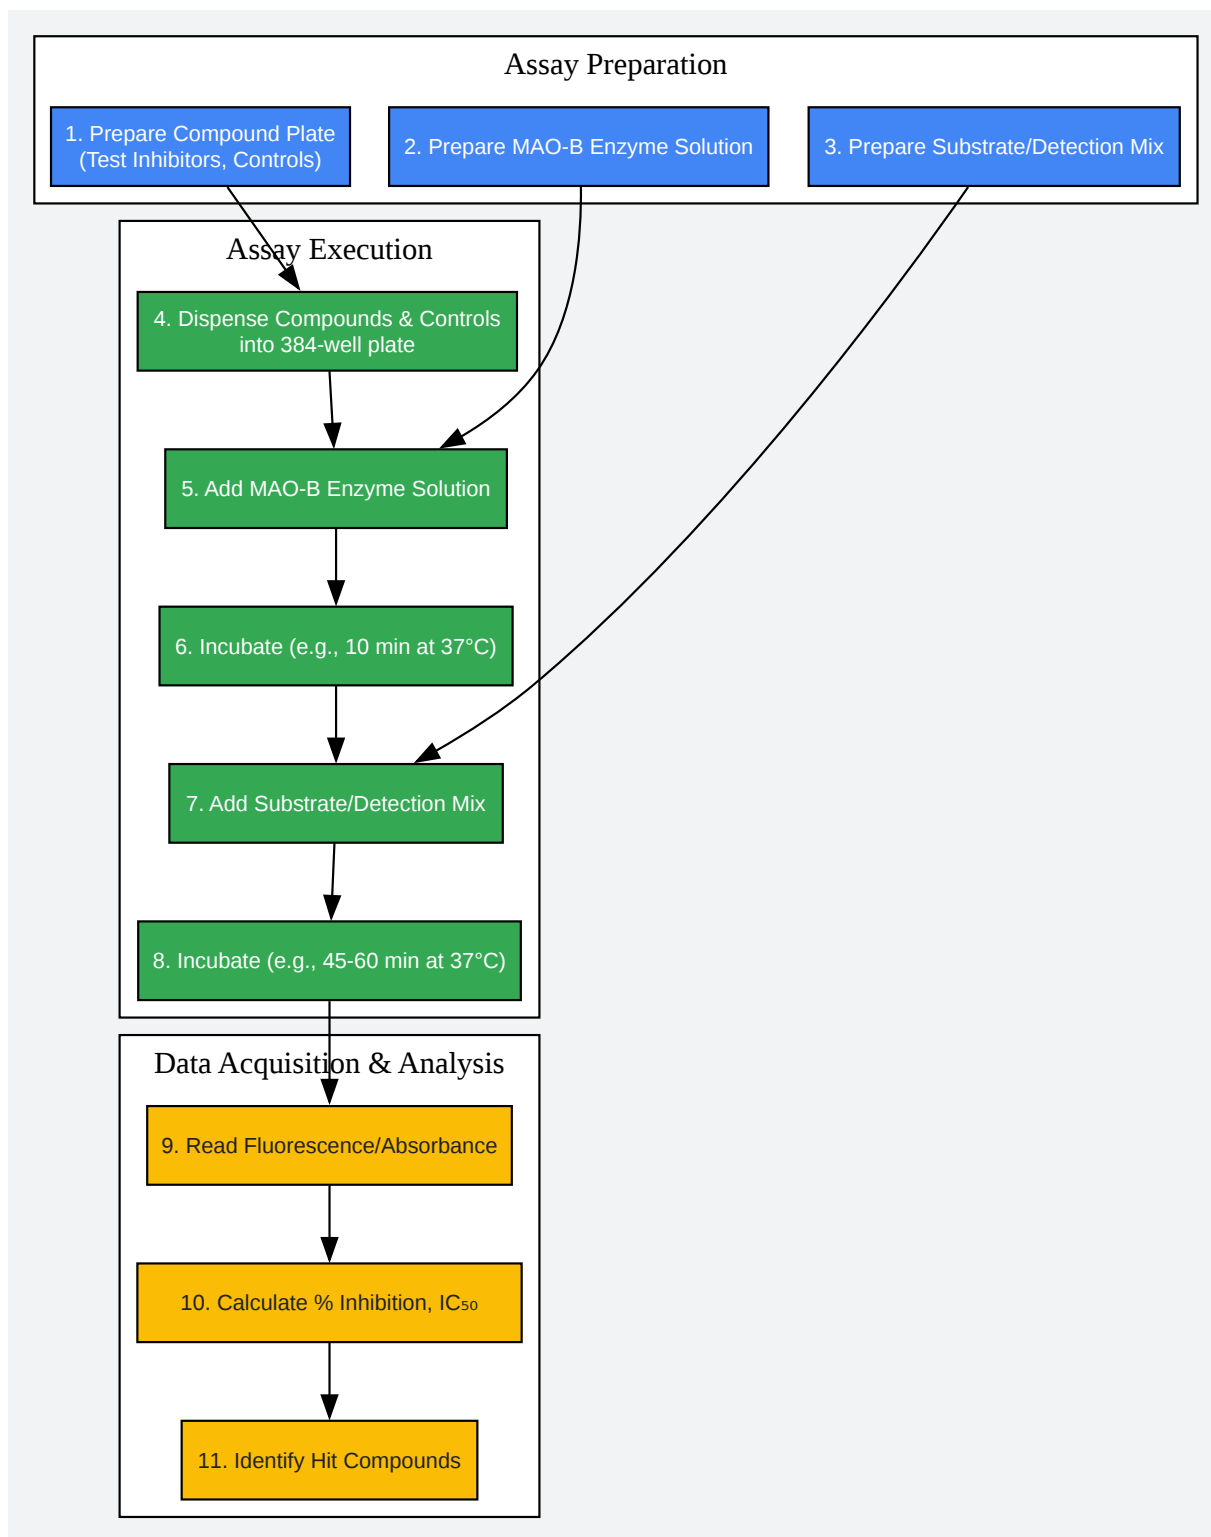 Assay Preparation
1. Prepare Compound Plate
(Test Inhibitors, Controls)
2. Prepare MAO-B Enzyme Solution
3. Prepare Substrate/Detection Mix
Assay Execution
4. Dispense Compounds & Controls
into 384-well plate
5. Add MAO-B Enzyme Solution
6. Incubate (e.g., 10 min at 37°C)
7. Add Substrate/Detection Mix
8. Incubate (e.g., 45-60 min at 37°C)
Data Acquisition & Analysis
9. Read Fluorescence/Absorbance
10. Calculate % Inhibition, IC₅₀
11. Identify Hit Compounds